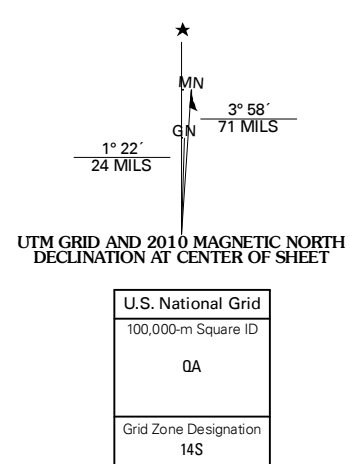 ★
MN
GN
3° 58´
71 MILS
1° 22´
24 MILS
UTM GRID AND 2010 MAGNETIC NORTH
DECLINATION AT CENTER OF SHEET
U.S. National Grid
100,000-m Square ID
QA
Grid Zone Designation
14S